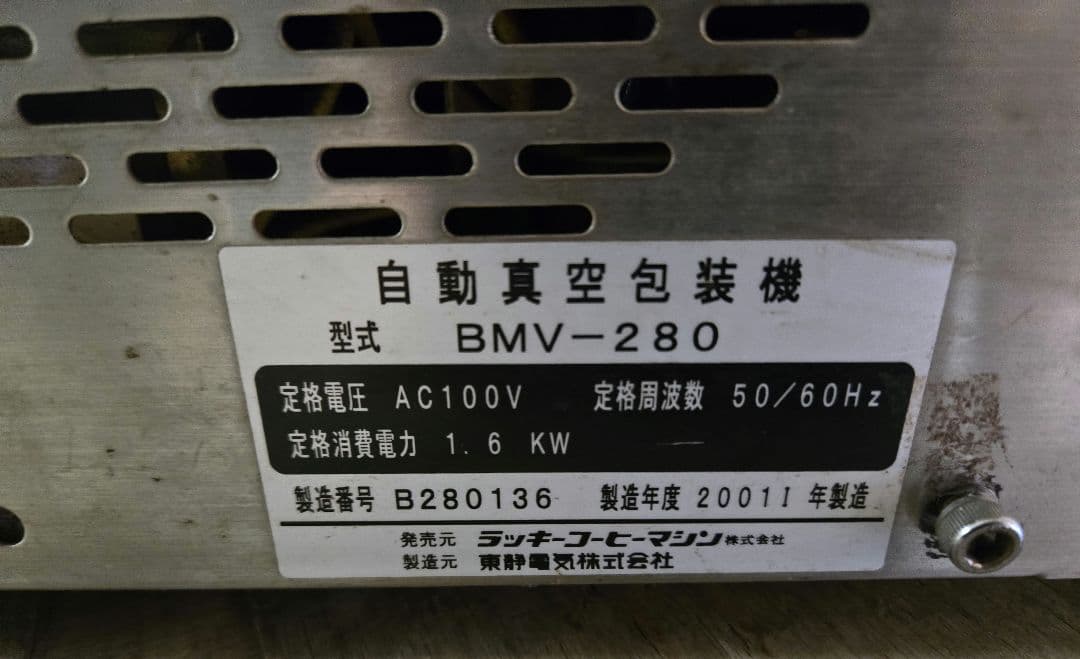 自動真空包装機
型式 BMV-280
定格電圧 AC100V 定格周波数 50/60Hz
定格消費電力 1.6 KW
製造番号 B280136 製造年度 2001I 年製造
発売元 ラッキーコーヒーマシン株式会社
製造元 東静電気株式会社